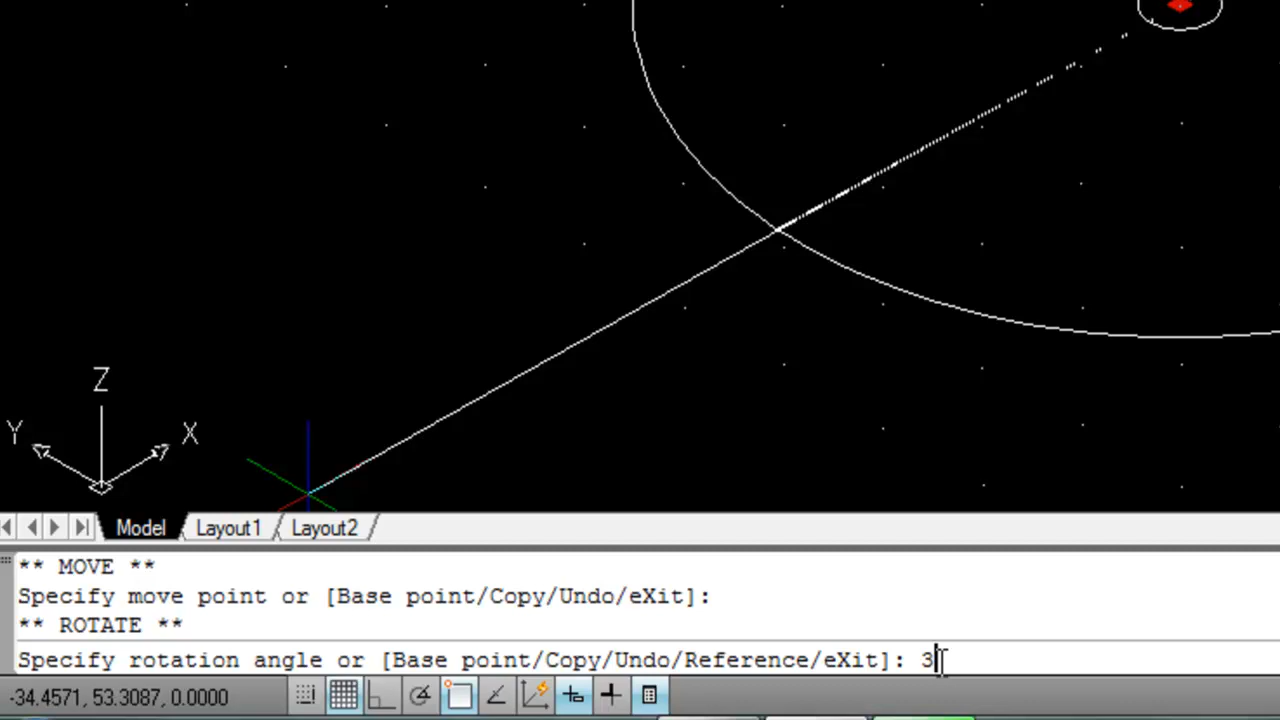 Z
Y X
Model Layout1 Layout2
** MOVE **
Specify move point or [Base point/Copy/Undo/eXit]:
** ROTATE **
Specify rotation angle or [Base point/Copy/Undo/Reference/eXit]: 3
-34.4571, 53.3087, 0.0000